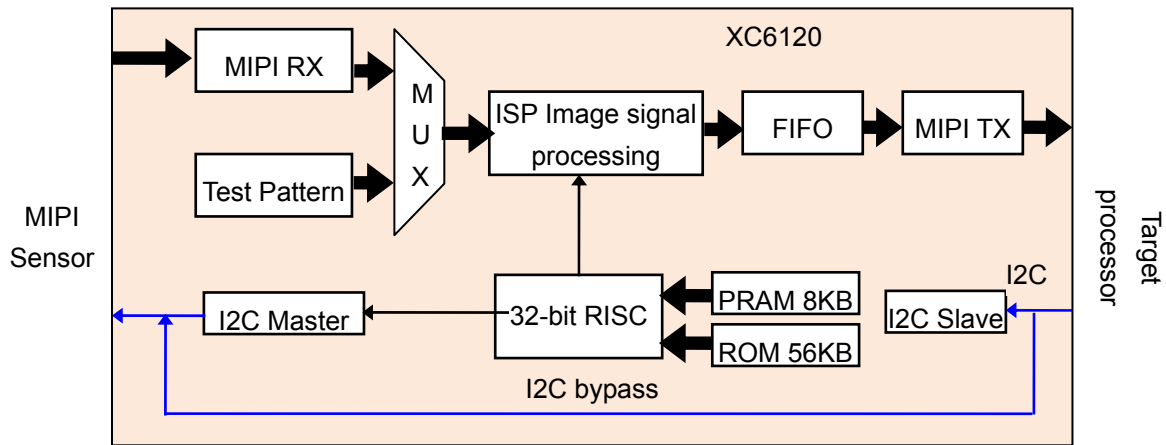 XC6120
MIPI RX
M
U
X
Test Pattern
ISP Image signal
processing
FIFO
MIPI TX
MIPI
Sensor
Target
processor
I2C
I2C Master
32-bit RISC
PRAM 8KB
ROM 56KB
I2C Slave
I2C bypass